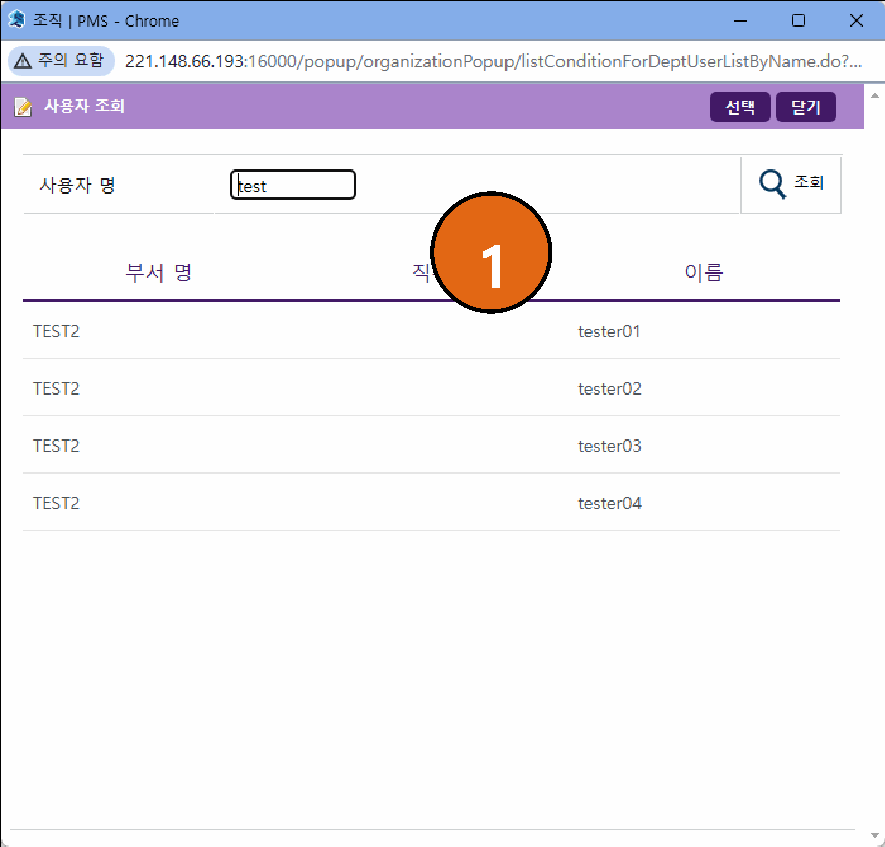 조직 | PMS - Chrome
주의 요함 221.148.66.193:16000/popup/organizationPopup/listConditionForDeptUserListByName.do?...
사용자 조회 선택 닫기
사용자 명 test 조회
1
부서 명 이름
TEST2 tester01
TEST2 tester02
TEST2 tester03
TEST2 tester04